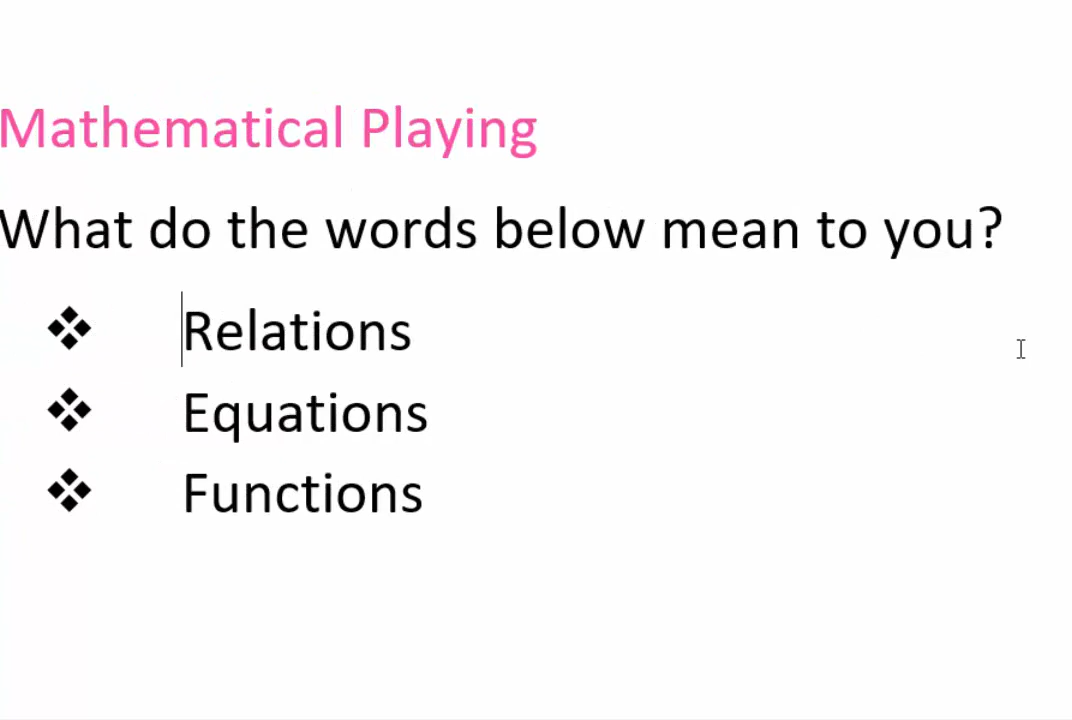 Mathematical Playing
What do the words below mean to you?
❖ Relations
❖ Equations
❖ Functions